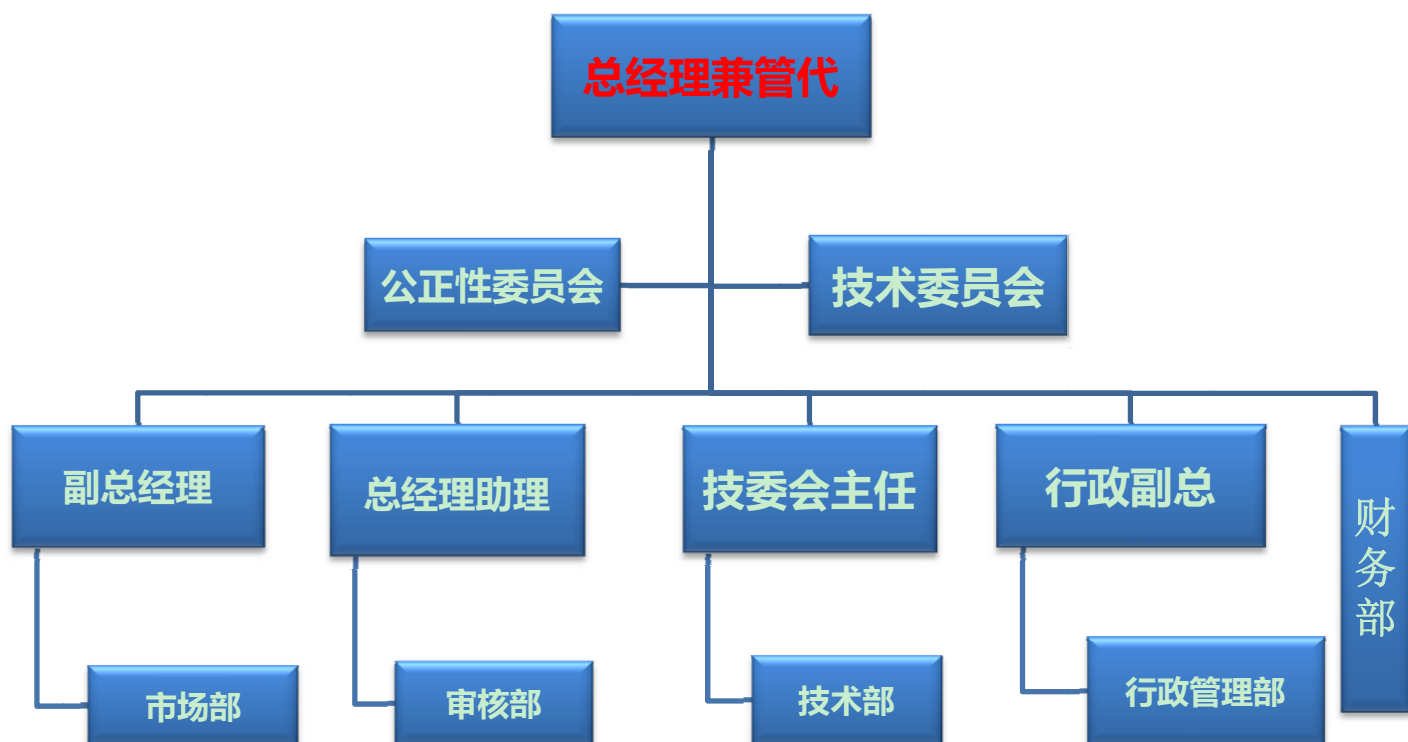 总经理兼管代
公正性委员会
技术委员会
副总经理
总经理助理
技委会主任
行政副总
财务部
市场部
审核部
技术部
行政管理部